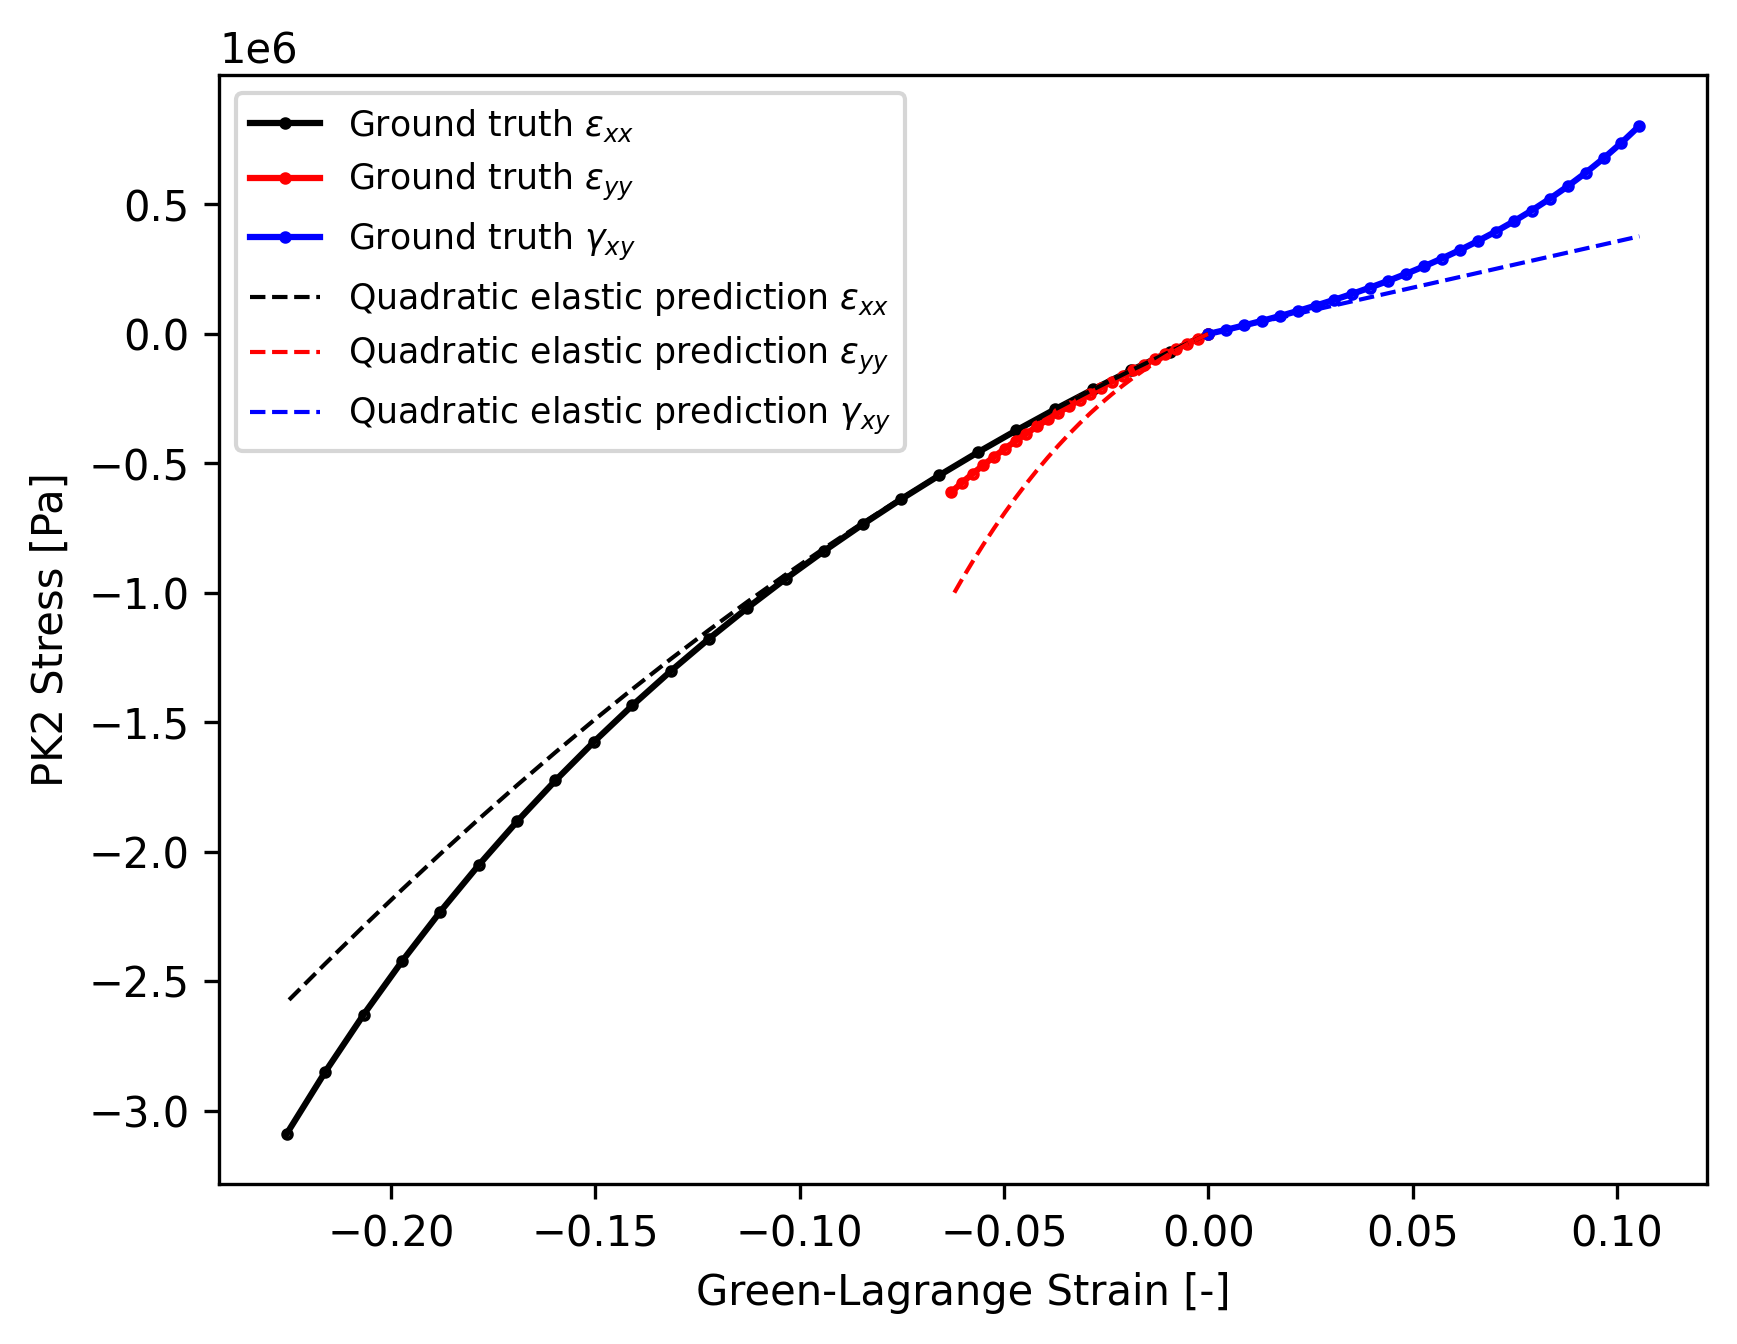 1e6
Ground truth εxx
Ground truth εyy
Ground truth γxy
Quadratic elastic prediction εxx
Quadratic elastic prediction εyy
Quadratic elastic prediction γxy
0.5
0.0
−0.5
−1.0
−1.5
−2.0
−2.5
−3.0
PK2 Stress [Pa]
−0.20 −0.15 −0.10 −0.05 0.00 0.05 0.10
Green-Lagrange Strain [-]